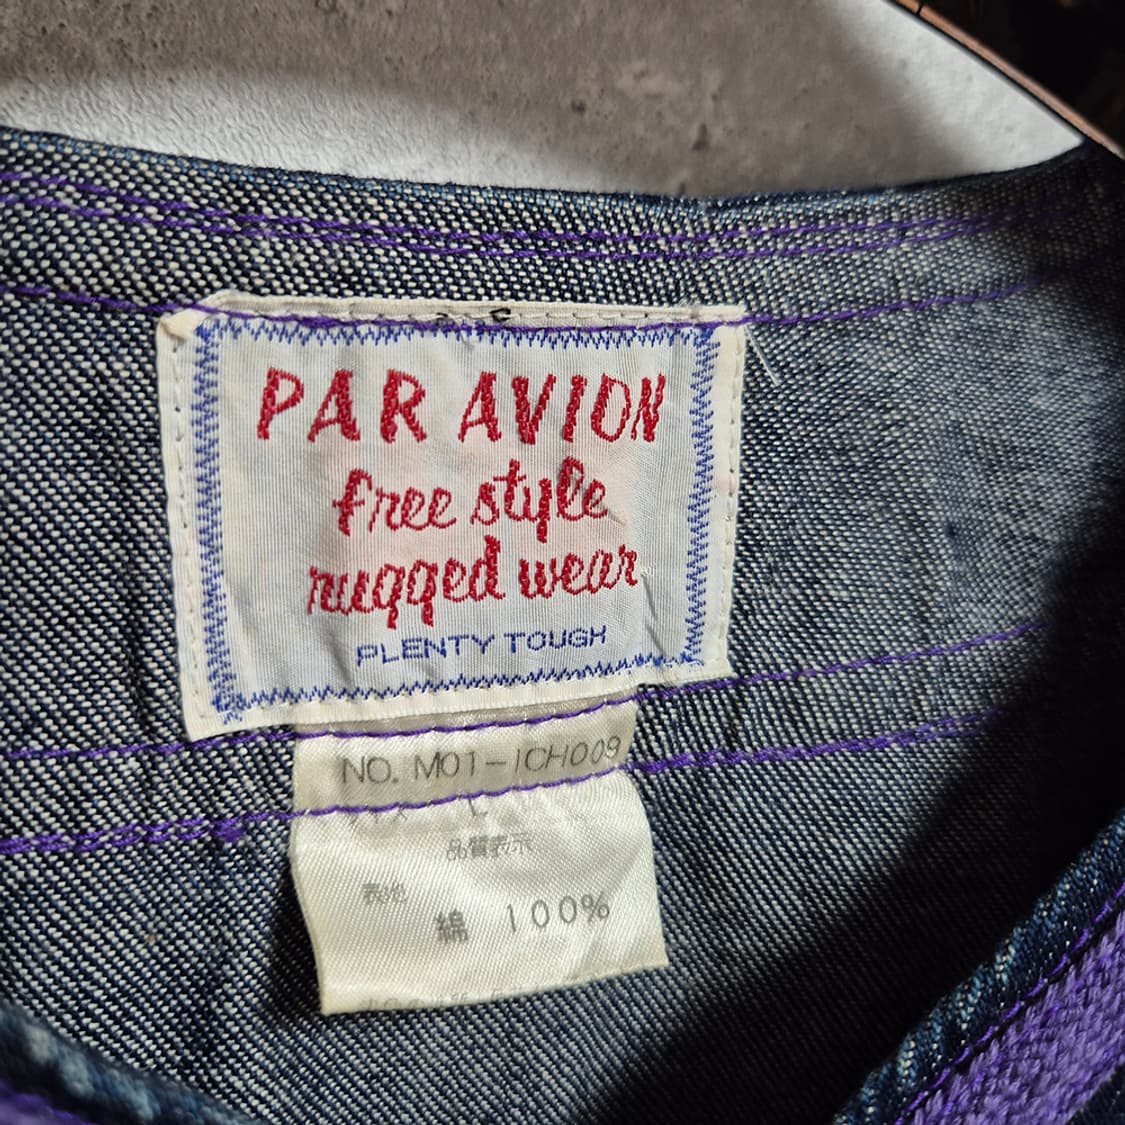 PAR AVION
free style
rugged wear
PLENTY TOUGH
NO. M01-ICH009
L
品質表示
表地
綿 100%